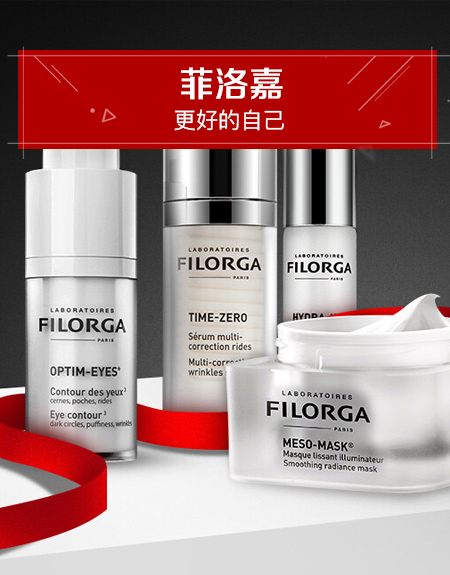 菲洛嘉
更好的自己
LABORATOIRES
FILORGA
PARIS
OPTIM-EYES®
Contour des yeux³
cernes, poches, rides
Eye contour³
dark circles, puffiness, wrinkles
LABORATOIRES
FILORGA
PARIS
TIME-ZERO
Sérum multi-
correction rides
Multi-correction
wrinkles
LABORATOIRES
FILORGA
PARIS
LABORATOIRES
FILORGA
PARIS
MESO-MASK®
Masque lissant illuminateur
Smoothing radiance mask